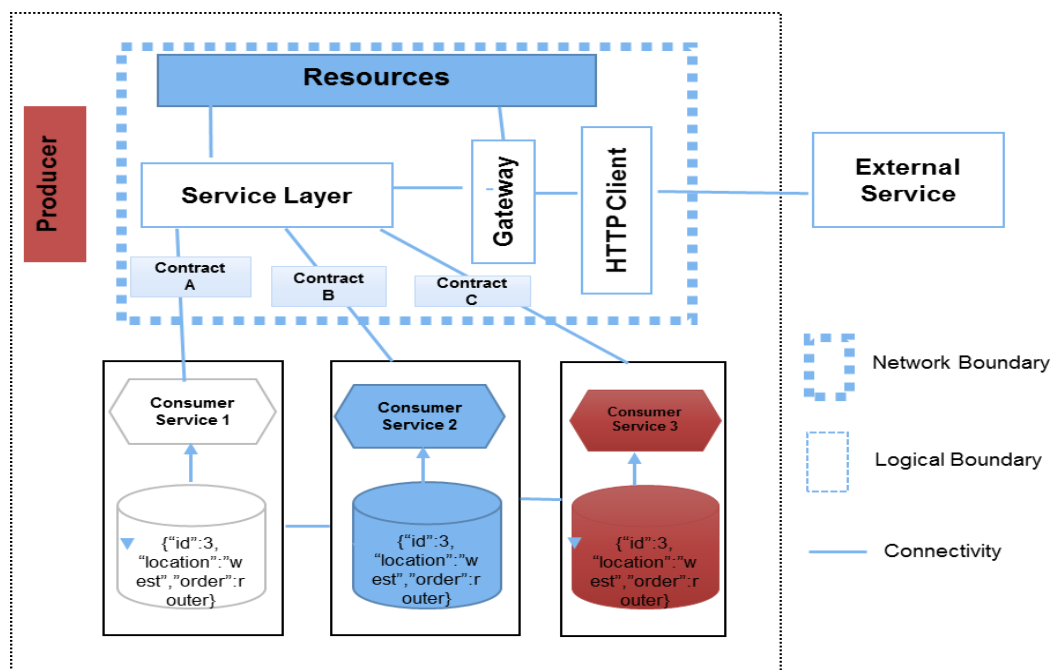 Resources
Producer
Service Layer
Gateway
HTTP Client
External
Service
Contract
A
Contract
B
Contract
C
Network Boundary
Logical Boundary
Connectivity
Consumer
Service 1
Consumer
Service 2
Consumer
Service 3
{“id”:3,
“location”:”w
est”,”order”:r
outer}
{“id”:3,
“location”:”w
est”,”order”:r
outer}
{“id”:3,
“location”:”w
est”,”order”:r
outer}